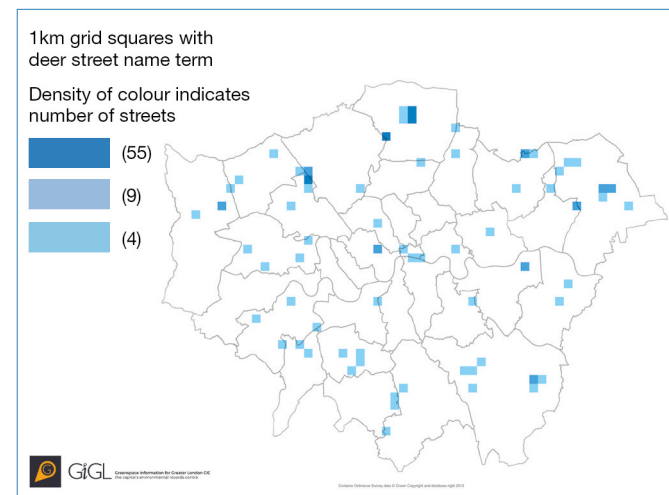 1km grid squares with
deer street name term
Density of colour indicates
number of streets
(55)
(9)
(4)
GiGL
Greenspace Information for Greater London CIC
the capital's environmental records centre
Contains Ordnance Survey data © Crown Copyright and database right 2013